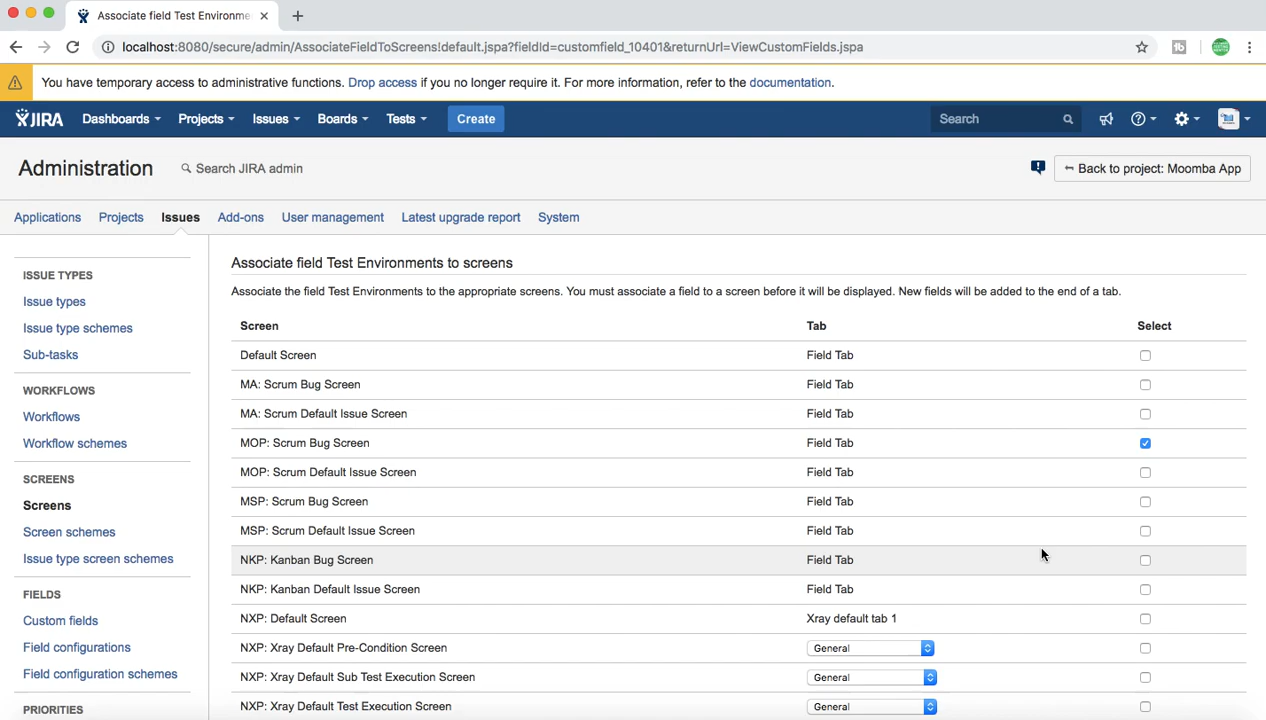 Associate field Test Environme
localhost:8080/secure/admin/AssociateFieldToScreens!default.jspa?fieldId=customfield_10401&returnUrl=ViewCustomFields.jspa
You have temporary access to administrative functions. Drop access if you no longer require it. For more information, refer to the documentation.
JIRA Dashboards Projects Issues Boards Tests Create Search
Administration Search JIRA admin Back to project: Moomba App
Applications Projects Issues Add-ons User management Latest upgrade report System
ISSUE TYPES
Issue types
Issue type schemes
Sub-tasks
WORKFLOWS
Workflows
Workflow schemes
SCREENS
Screens
Screen schemes
Issue type screen schemes
FIELDS
Custom fields
Field configurations
Field configuration schemes
PRIORITIES
Associate field Test Environments to screens
Associate the field Test Environments to the appropriate screens. You must associate a field to a screen before it will be displayed. New fields will be added to the end of a tab.
Screen Tab Select
Default Screen Field Tab
MA: Scrum Bug Screen Field Tab
MA: Scrum Default Issue Screen Field Tab
MOP: Scrum Bug Screen Field Tab
MOP: Scrum Default Issue Screen Field Tab
MSP: Scrum Bug Screen Field Tab
MSP: Scrum Default Issue Screen Field Tab
NKP: Kanban Bug Screen Field Tab
NKP: Kanban Default Issue Screen Field Tab
NXP: Default Screen Xray default tab 1
NXP: Xray Default Pre-Condition Screen General
NXP: Xray Default Sub Test Execution Screen General
NXP: Xray Default Test Execution Screen General